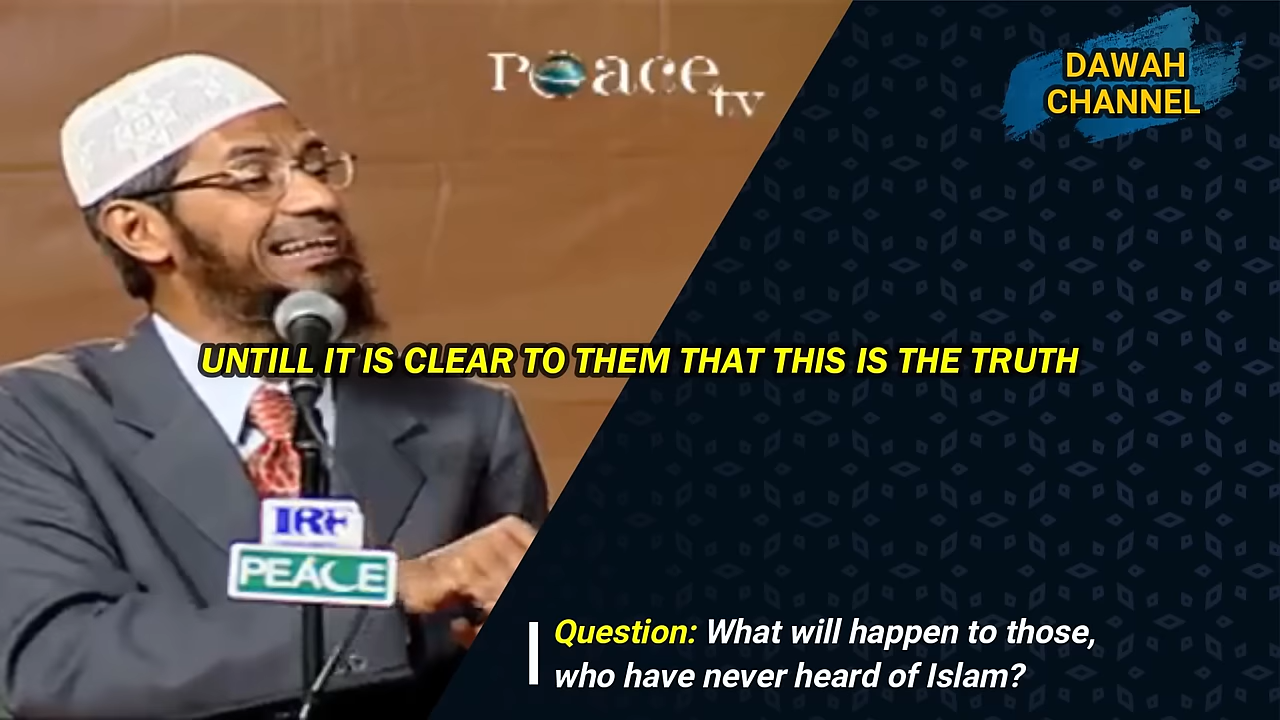 Peace tv
DAWAH
CHANNEL
UNTILL IT IS CLEAR TO THEM THAT THIS IS THE TRUTH
IRF
PEACE
Question: What will happen to those,
who have never heard of Islam?